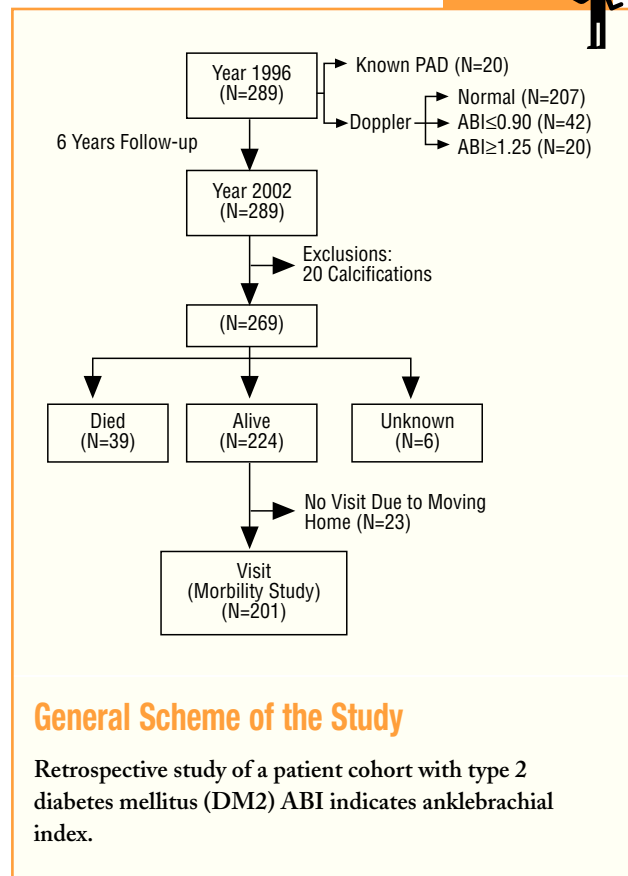 Year 1996
(N=289)
Known PAD (N=20)
Doppler
Normal (N=207)
ABI≤0.90 (N=42)
ABI≥1.25 (N=20)
6 Years Follow-up
Year 2002
(N=289)
Exclusions:
20 Calcifications
(N=269)
Died
(N=39)
Alive
(N=224)
Unknown
(N=6)
No Visit Due to Moving
Home (N=23)
Visit
(Morbility Study)
(N=201)
General Scheme of the Study
Retrospective study of a patient cohort with type 2
diabetes mellitus (DM2) ABI indicates anklebrachial
index.